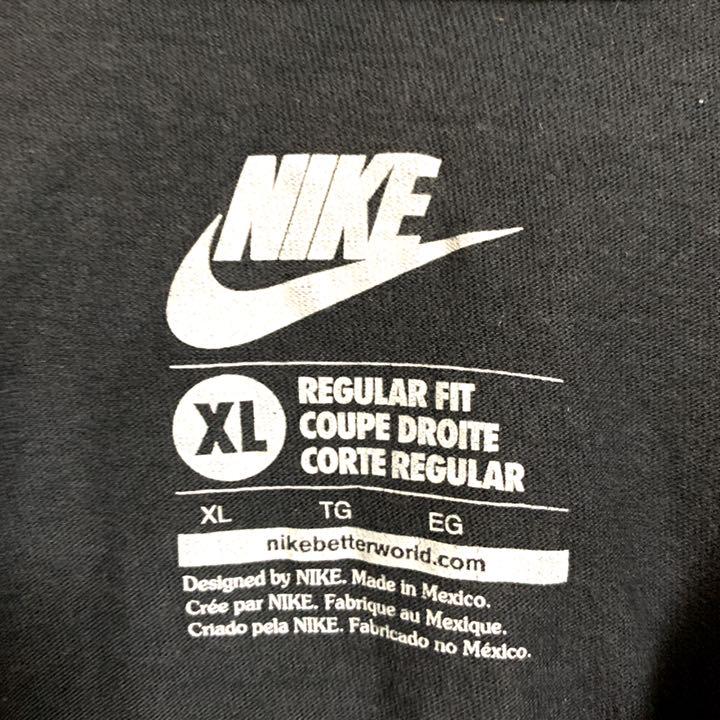 NIKE
XL
REGULAR FIT
COUPE DROITE
CORTE REGULAR
XL TG EG
nikebetterworld.com
Designed by NIKE. Made in Mexico.
Crée par NIKE. Fabrique au Mexique.
Criado pela NIKE. Fabricado no México.